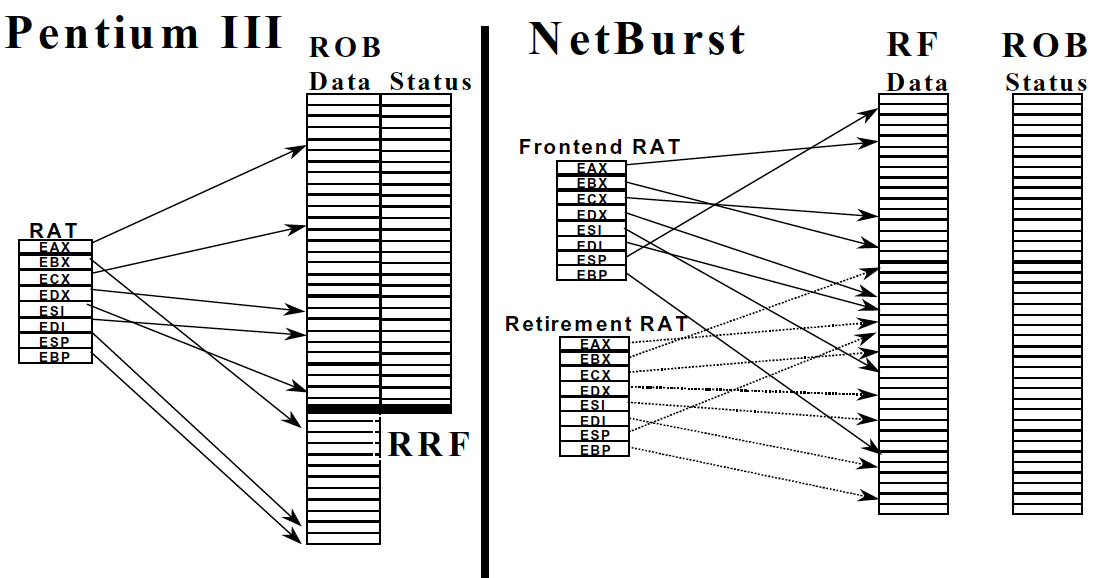 Pentium III
ROB
Data Status
RAT
EAX
EBX
ECX
EDX
ESI
EDI
ESP
EBP
RRF
NetBurst
RF
Data
ROB
Status
Frontend RAT
EAX
EBX
ECX
EDX
ESI
EDI
ESP
EBP
Retirement RAT
EAX
EBX
ECX
EDX
ESI
EDI
ESP
EBP